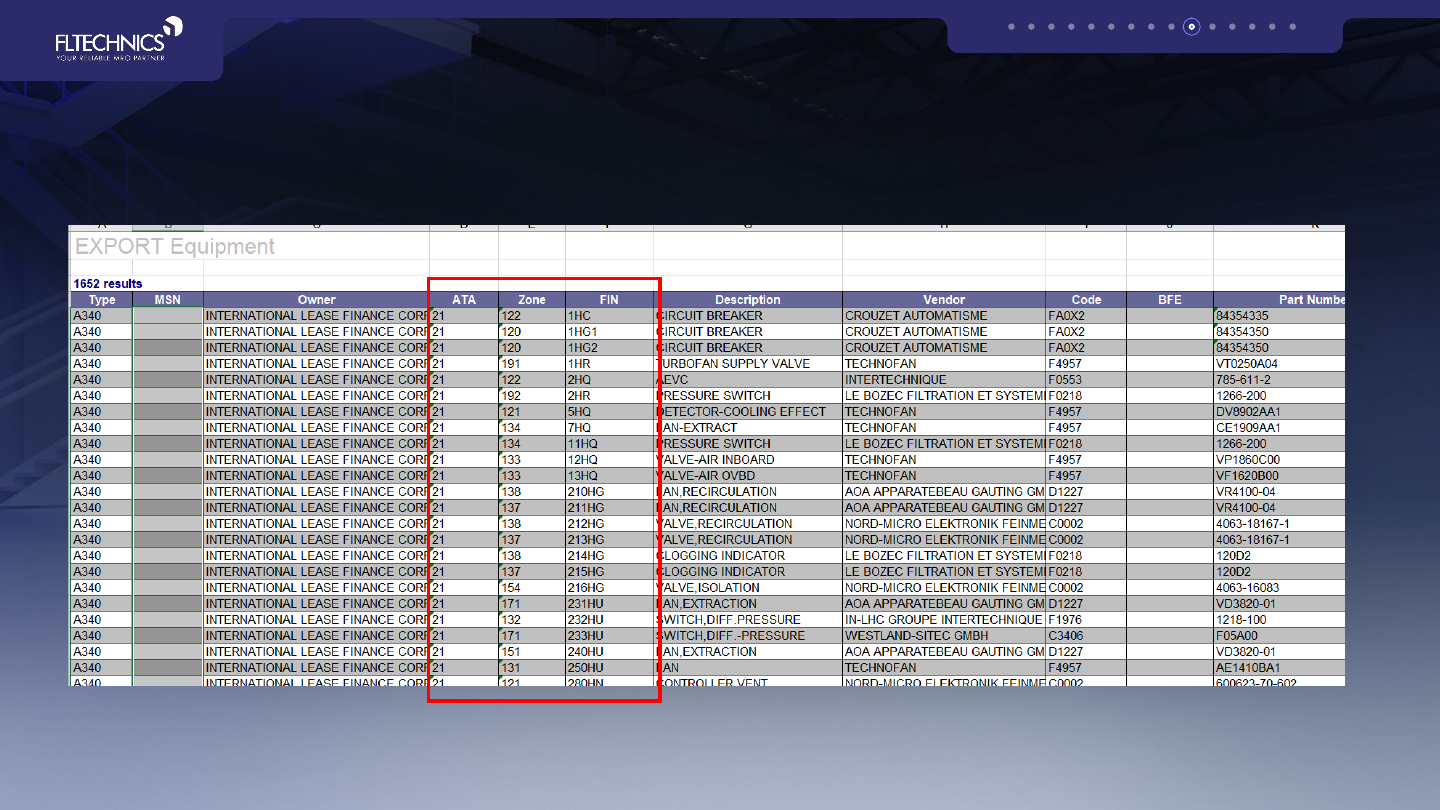 FLTECHNICS
YOUR RELIABLE MRO PARTNER
EXPORT Equipment
1652 results
Type MSN Owner ATA Zone FIN Description Vendor Code BFE Part Numbe
A340 INTERNATIONAL LEASE FINANCE CORF 21 122 1HC CIRCUIT BREAKER CROUZET AUTOMATISME FA0X2 84354335
A340 INTERNATIONAL LEASE FINANCE CORF 21 120 1HG1 CIRCUIT BREAKER CROUZET AUTOMATISME FA0X2 84354350
A340 INTERNATIONAL LEASE FINANCE CORF 21 120 1HG2 CIRCUIT BREAKER CROUZET AUTOMATISME FA0X2 84354350
A340 INTERNATIONAL LEASE FINANCE CORF 21 191 1HR TURBOFAN SUPPLY VALVE TECHNOFAN F4957 VT0250A04
A340 INTERNATIONAL LEASE FINANCE CORF 21 122 2HQ AEVC INTERTECHNIQUE F0553 785-611-2
A340 INTERNATIONAL LEASE FINANCE CORF 21 192 2HR PRESSURE SWITCH LE BOZEC FILTRATION ET SYSTEMI F0218 1266-200
A340 INTERNATIONAL LEASE FINANCE CORF 21 121 5HQ DETECTOR-COOLING EFFECT TECHNOFAN F4957 DV8902AA1
A340 INTERNATIONAL LEASE FINANCE CORF 21 134 7HQ FAN-EXTRACT TECHNOFAN F4957 CE1909AA1
A340 INTERNATIONAL LEASE FINANCE CORF 21 134 11HQ PRESSURE SWITCH LE BOZEC FILTRATION ET SYSTEMI F0218 1266-200
A340 INTERNATIONAL LEASE FINANCE CORF 21 133 12HQ VALVE-AIR INBOARD TECHNOFAN F4957 VP1860C00
A340 INTERNATIONAL LEASE FINANCE CORF 21 133 13HQ VALVE-AIR OVBD TECHNOFAN F4957 VF1620B00
A340 INTERNATIONAL LEASE FINANCE CORF 21 138 210HG FAN,RECIRCULATION AOA APPARATEBEAU GAUTING GM D1227 VR4100-04
A340 INTERNATIONAL LEASE FINANCE CORF 21 137 211HG FAN,RECIRCULATION AOA APPARATEBEAU GAUTING GM D1227 VR4100-04
A340 INTERNATIONAL LEASE FINANCE CORF 21 138 212HG VALVE,RECIRCULATION NORD-MICRO ELEKTRONIK FEINME C0002 4063-18167-1
A340 INTERNATIONAL LEASE FINANCE CORF 21 137 213HG VALVE,RECIRCULATION NORD-MICRO ELEKTRONIK FEINME C0002 4063-18167-1
A340 INTERNATIONAL LEASE FINANCE CORF 21 138 214HG CLOGGING INDICATOR LE BOZEC FILTRATION ET SYSTEMI F0218 120D2
A340 INTERNATIONAL LEASE FINANCE CORF 21 137 215HG CLOGGING INDICATOR LE BOZEC FILTRATION ET SYSTEMI F0218 120D2
A340 INTERNATIONAL LEASE FINANCE CORF 21 154 216HG VALVE,ISOLATION NORD-MICRO ELEKTRONIK FEINME C0002 4063-16083
A340 INTERNATIONAL LEASE FINANCE CORF 21 171 231HU FAN,EXTRACTION AOA APPARATEBEAU GAUTING GM D1227 VD3820-01
A340 INTERNATIONAL LEASE FINANCE CORF 21 132 232HU SWITCH,DIFF.PRESSURE IN-LHC GROUPE INTERTECHNIQUE F1976 1218-100
A340 INTERNATIONAL LEASE FINANCE CORF 21 171 233HU SWITCH,DIFF.-PRESSURE WESTLAND-SITEC GMBH C3406 F05A00
A340 INTERNATIONAL LEASE FINANCE CORF 21 151 240HU FAN,EXTRACTION AOA APPARATEBEAU GAUTING GM D1227 VD3820-01
A340 INTERNATIONAL LEASE FINANCE CORF 21 131 250HU FAN TECHNOFAN F4957 AE1410BA1
A340 INTERNATIONAL LEASE FINANCE CORF 21 121 280HN CONTROLLER,VENT NORD-MICRO ELEKTRONIK FEINME C0002 600623-70-602